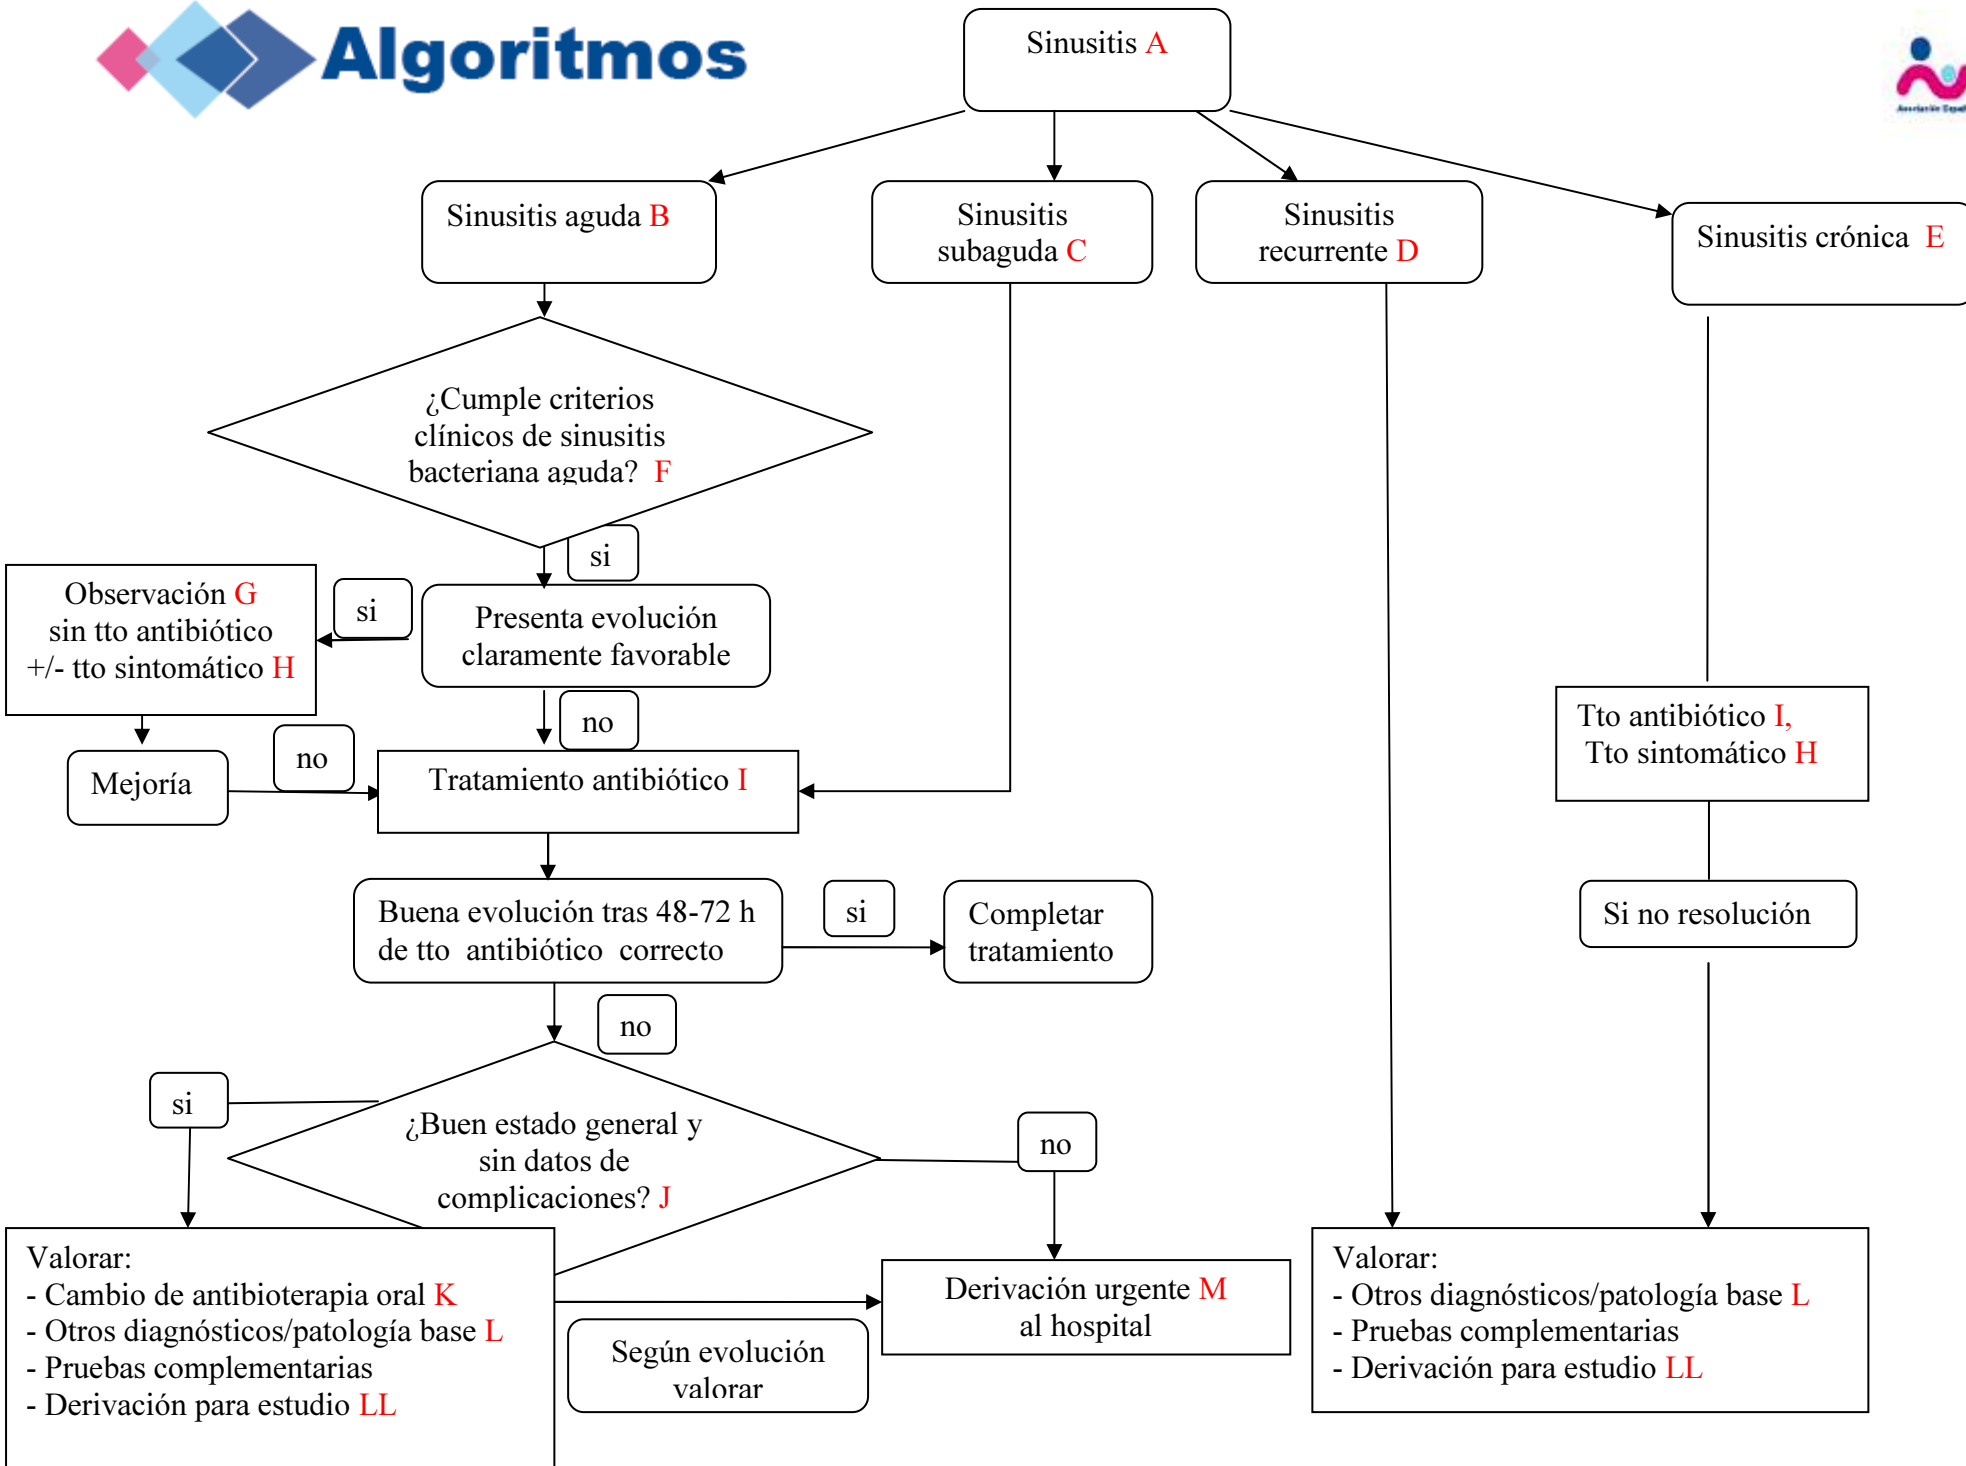 Algoritmos
Sinusitis A
Sinusitis aguda B
Sinusitis
subaguda C
Sinusitis
recurrente D
Sinusitis crónica E
¿Cumple criterios
clínicos de sinusitis
bacteriana aguda? F
si
Observación G
sin tto antibiótico
+/- tto sintomático H
si
Presenta evolución
claramente favorable
no
Mejoría
no
Tratamiento antibiótico I
Tto antibiótico I,
Tto sintomático H
Buena evolución tras 48-72 h
de tto antibiótico correcto
si
Completar
tratamiento
Si no resolución
no
si
¿Buen estado general y
sin datos de
complicaciones? J
no
Valorar:
- Cambio de antibioterapia oral K
- Otros diagnósticos/patología base L
- Pruebas complementarias
- Derivación para estudio LL
Según evolución
valorar
Derivación urgente M
al hospital
Valorar:
- Otros diagnósticos/patología base L
- Pruebas complementarias
- Derivación para estudio LL